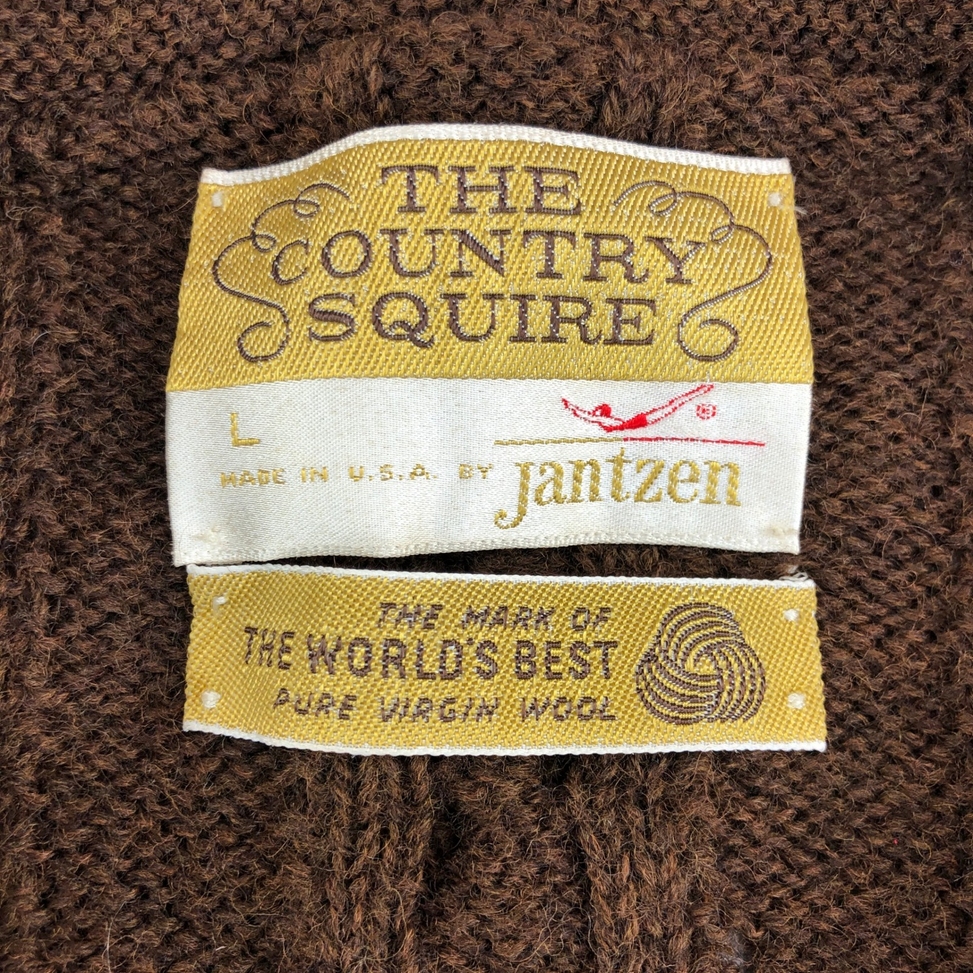 THE
COUNTRY
SQUIRE
L
MADE IN U.S.A. BY jantzen
THE MARK OF
THE WORLD'S BEST
PURE VIRGIN WOOL